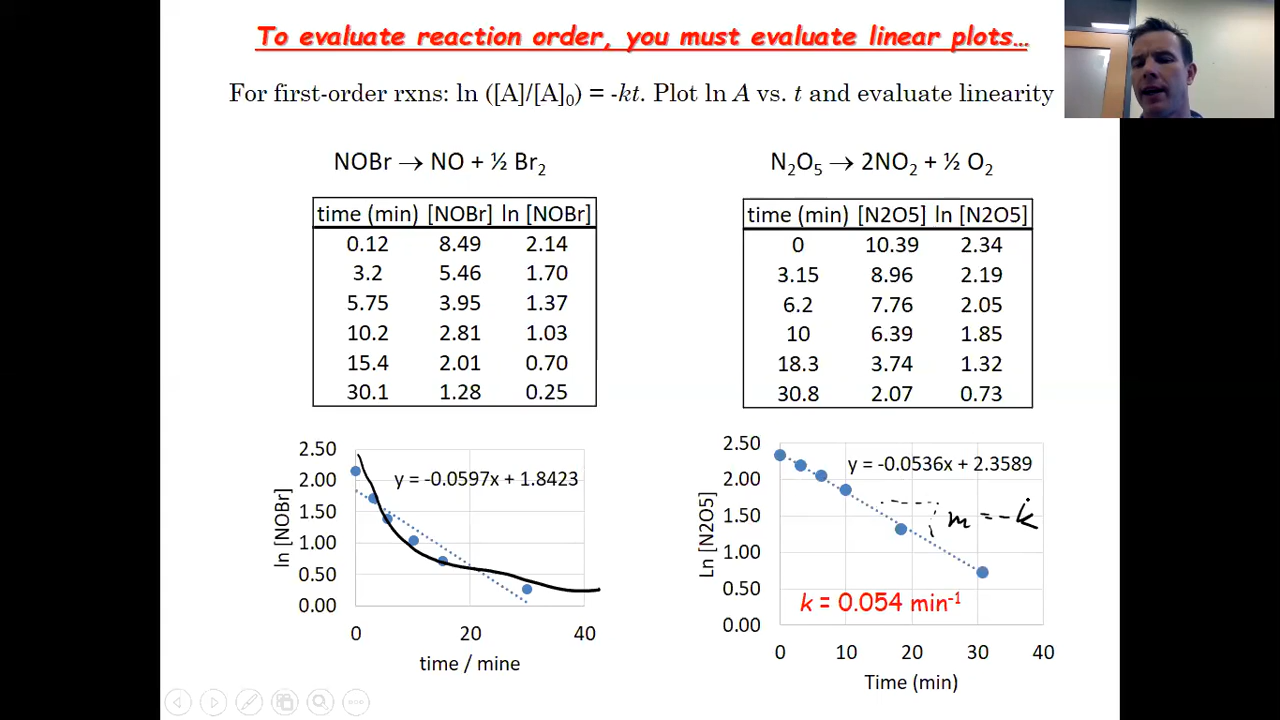 To evaluate reaction order, you must evaluate linear plots…
For first-order rxns: ln ([A]/[A]₀) = -kt. Plot ln A vs. t and evaluate linearity
NOBr → NO + ½ Br₂
time (min) [NOBr] ln [NOBr]
0.12 8.49 2.14
3.2 5.46 1.70
5.75 3.95 1.37
10.2 2.81 1.03
15.4 2.01 0.70
30.1 1.28 0.25
N₂O₅ → 2NO₂ + ½ O₂
time (min) [N2O5] ln [N2O5]
0 10.39 2.34
3.15 8.96 2.19
6.2 7.76 2.05
10 6.39 1.85
18.3 3.74 1.32
30.8 2.07 0.73
ln [NOBr]
2.50
2.00
1.50
1.00
0.50
0.00
y = -0.0597x + 1.8423
0 20 40
time / mine
Ln [N2O5]
2.50
2.00
1.50
1.00
0.50
0.00
y = -0.0536x + 2.3589
m = -k
k = 0.054 min⁻¹
0 10 20 30 40
Time (min)